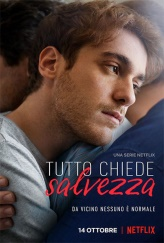 UNA SERIE NETFLIX
TUTTO CHIEDE
salvezza
DA VICINO NESSUNO È NORMALE
14 OTTOBRE | NETFLIX